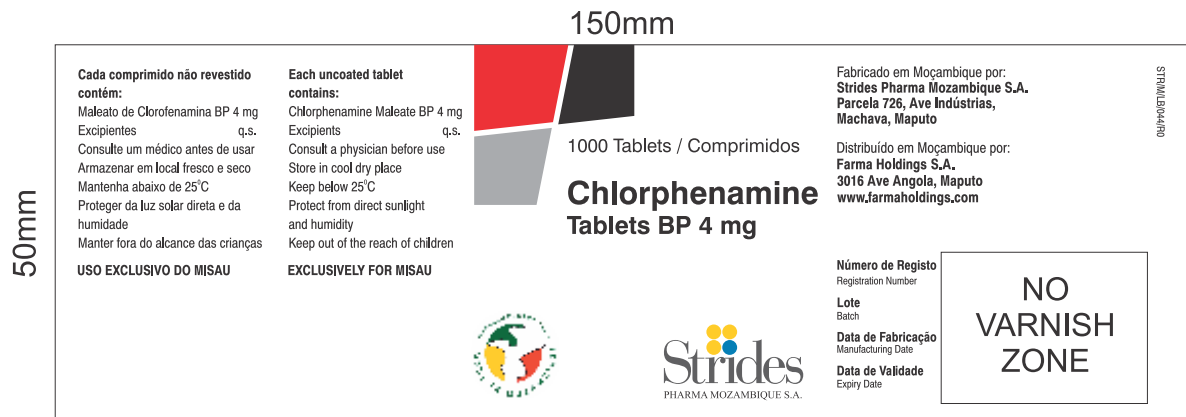 150mm
50mm
Cada comprimido não revestido
contém:
Maleato de Clorofenamina BP 4 mg
Excipientes q.s.
Consulte um médico antes de usar
Armazenar em local fresco e seco
Mantenha abaixo de 25⁰C
Proteger da luz solar direta e da
humidade
Manter fora do alcance das crianças
USO EXCLUSIVO DO MISAU
Each uncoated tablet
contains:
Chlorphenamine Maleate BP 4 mg
Excipients q.s.
Consult a physician before use
Store in cool dry place
Keep below 25⁰C
Protect from direct sunlight
and humidity
Keep out of the reach of children
EXCLUSIVELY FOR MISAU
1000 Tablets / Comprimidos
Chlorphenamine
Tablets BP 4 mg
Strides
PHARMA MOZAMBIQUE S.A.
Fabricado em Moçambique por:
Strides Pharma Mozambique S.A.
Parcela 726, Ave Indústrias,
Machava, Maputo
Distribuído em Moçambique por:
Farma Holdings S.A.
3016 Ave Angola, Maputo
www.farmaholdings.com
Número de Registo
Registration Number
Lote
Batch
Data de Fabricação
Manufacturing Date
Data de Validade
Expiry Date
NO
VARNISH
ZONE
STR/M/LB/044/R0